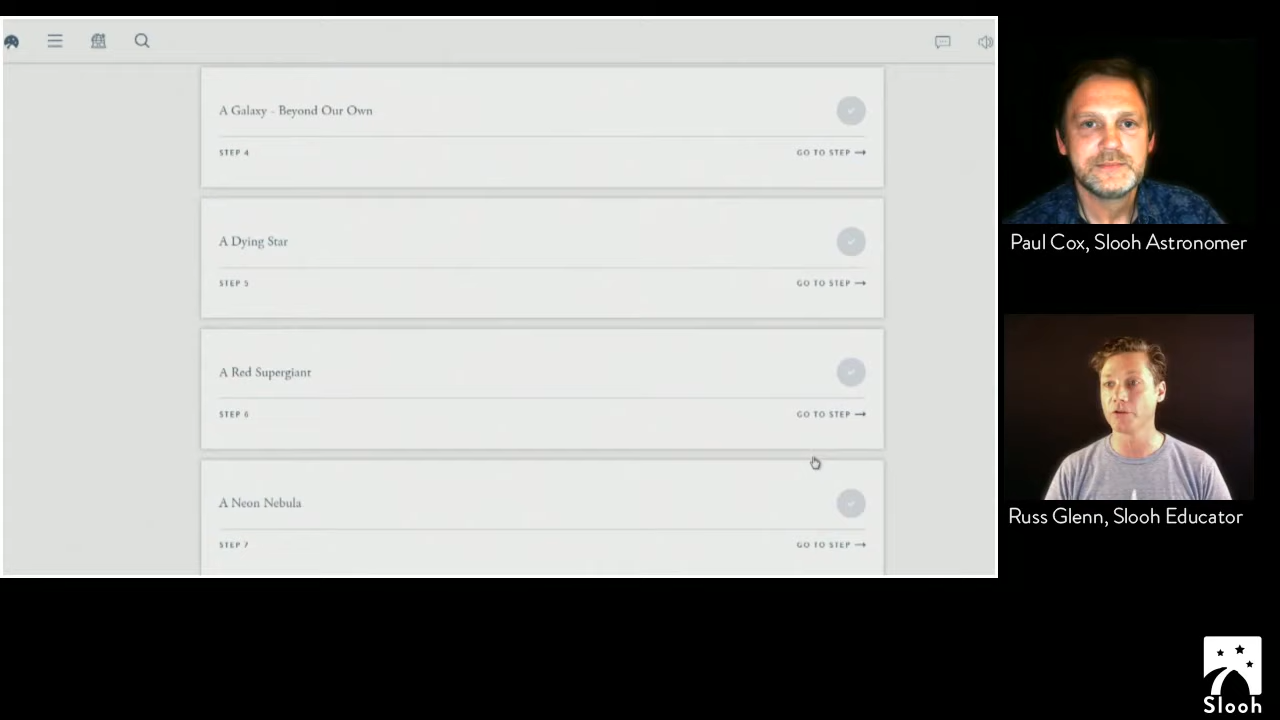 A Galaxy - Beyond Our Own
STEP 4
GO TO STEP →
A Dying Star
STEP 5
GO TO STEP →
A Red Supergiant
STEP 6
GO TO STEP →
A Neon Nebula
STEP 7
GO TO STEP →
Paul Cox, Slooh Astronomer
Russ Glenn, Slooh Educator
Slooh